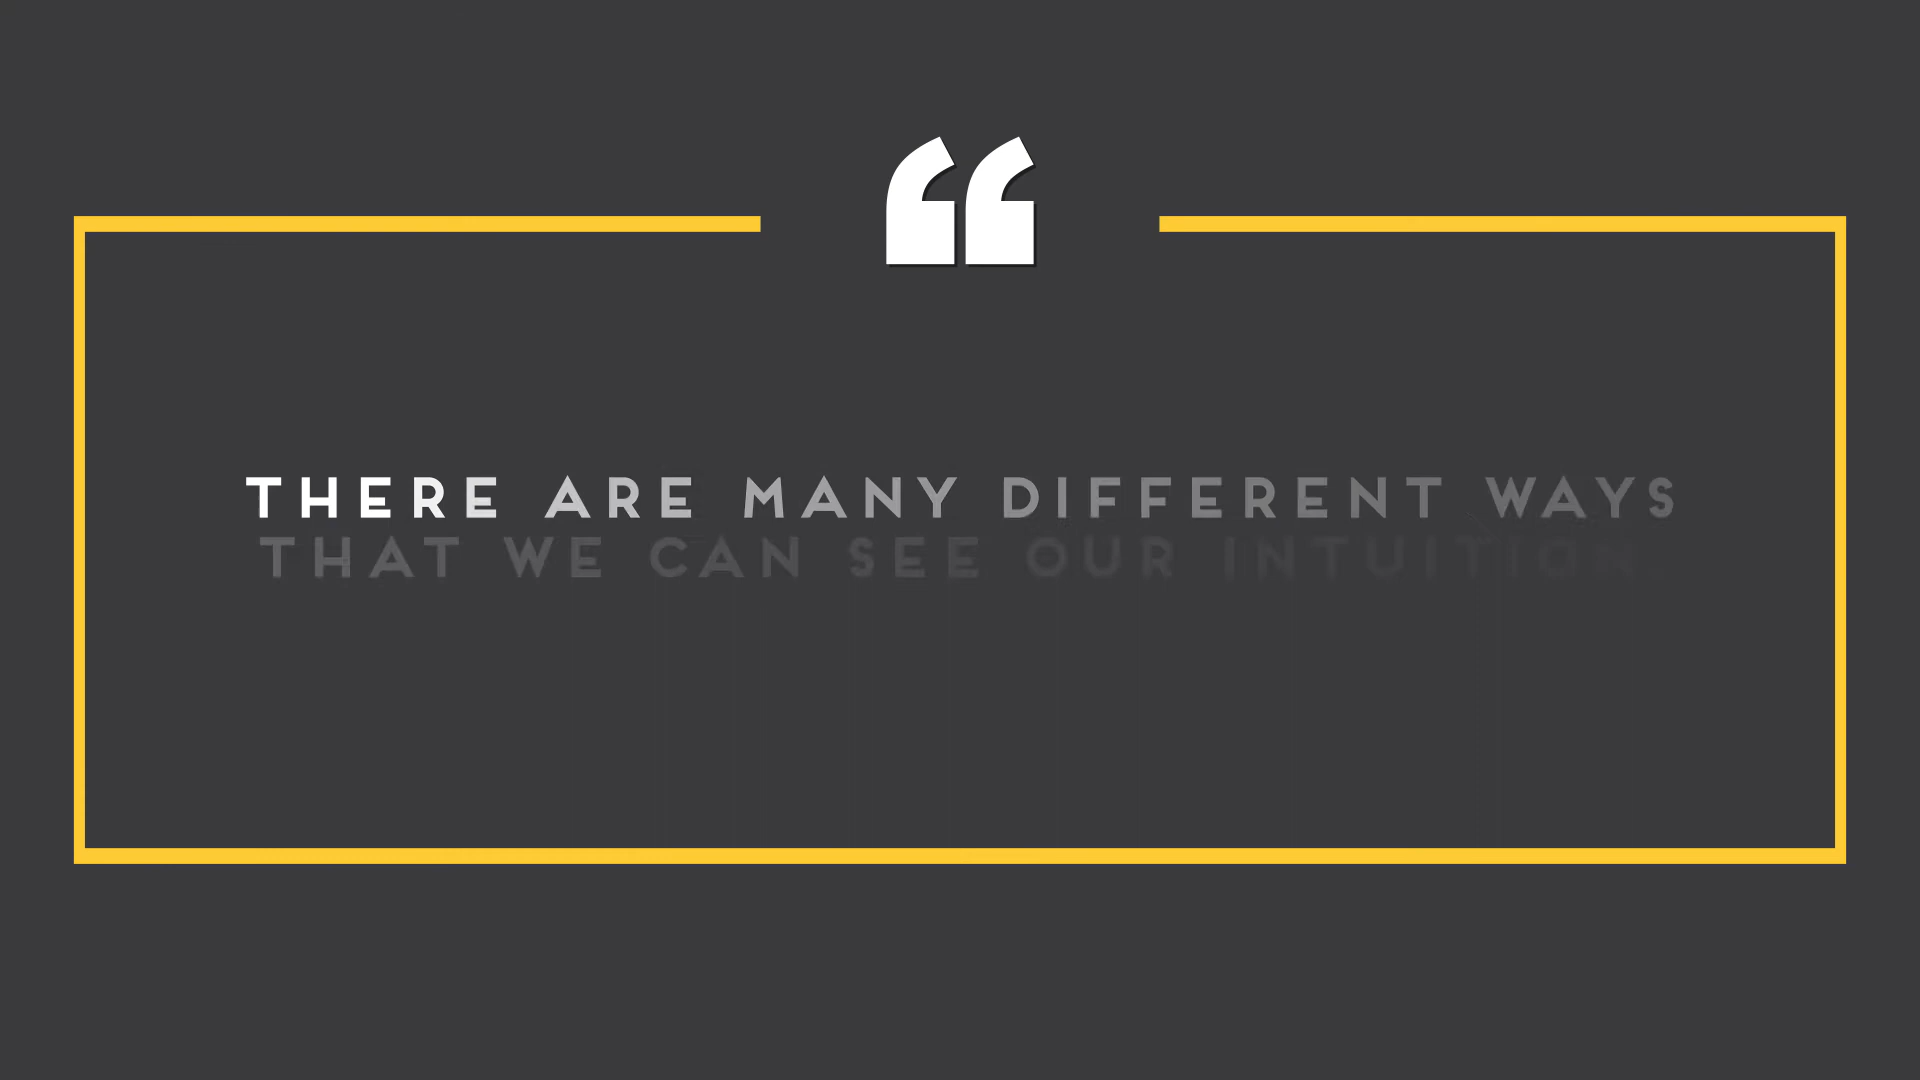 “
THERE ARE MANY DIFFERENT WAYS
THAT WE CAN SEE OUR INTUITION.